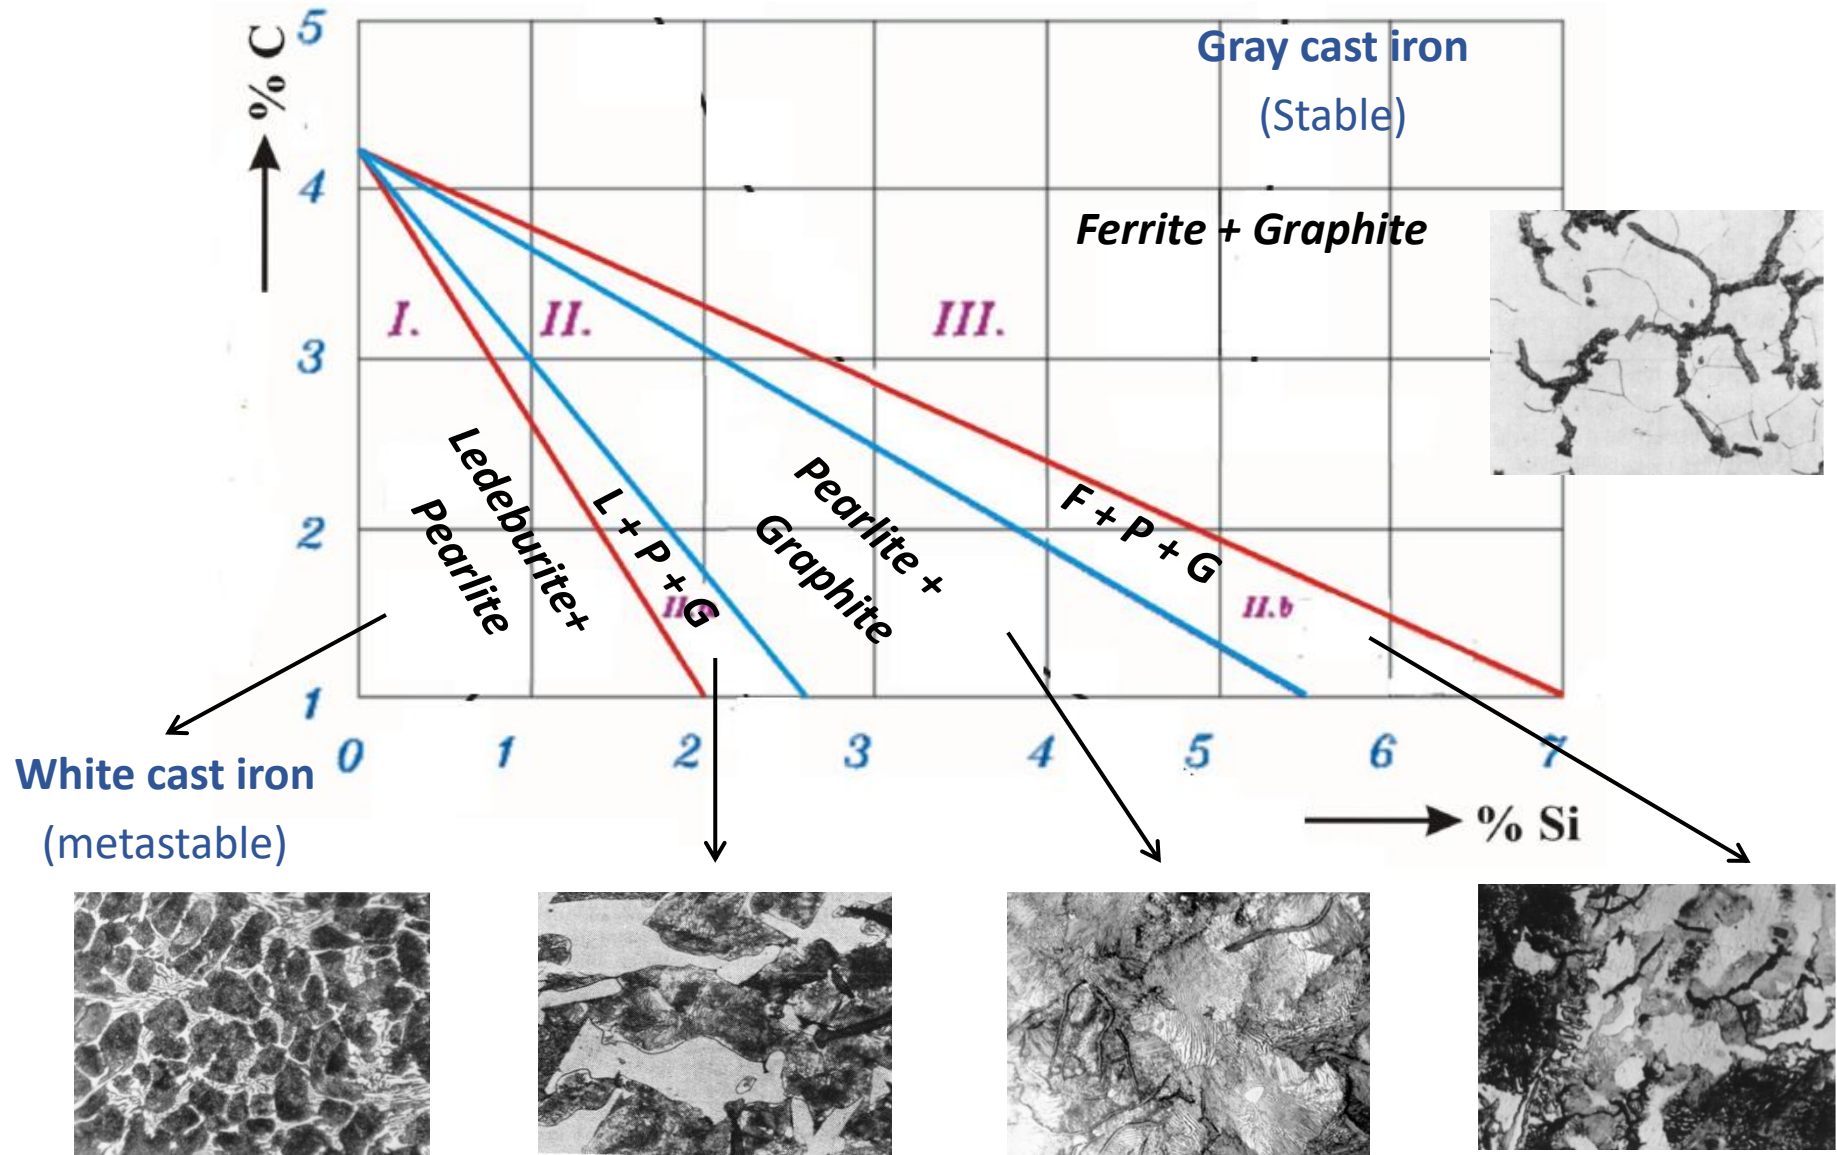 % C
5
4
3
2
1
Gray cast iron
(Stable)
Ferrite + Graphite
I.
II.
III.
Ledeburite+
Pearlite
L + P + G
Pearlite +
Graphite
F + P + G
II.b
0 1 2 3 4 5 6 7
% Si
White cast iron
(metastable)